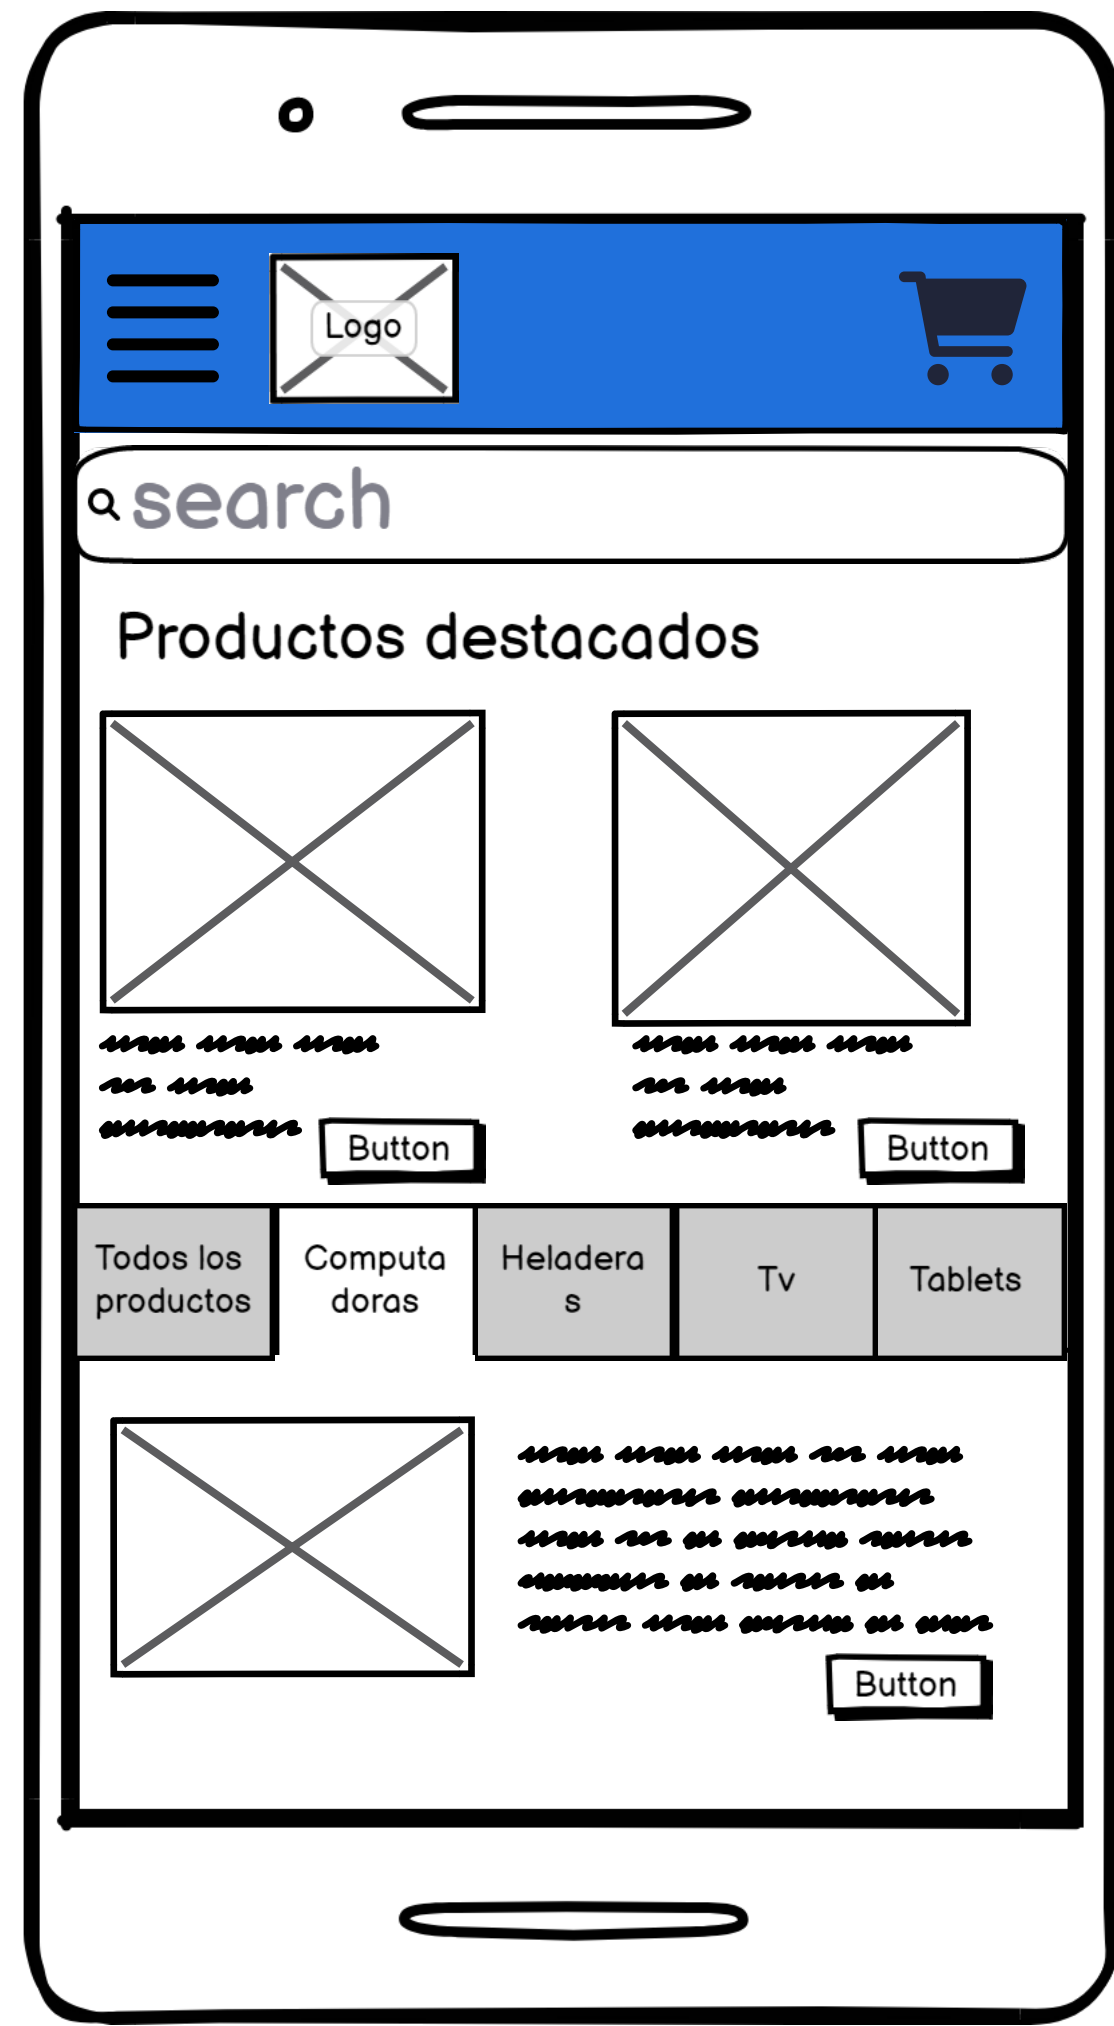 Logo
search
Productos destacados
Button
Button
Todos los
productos
Computa
doras
Heladera
s
Tv
Tablets
Button